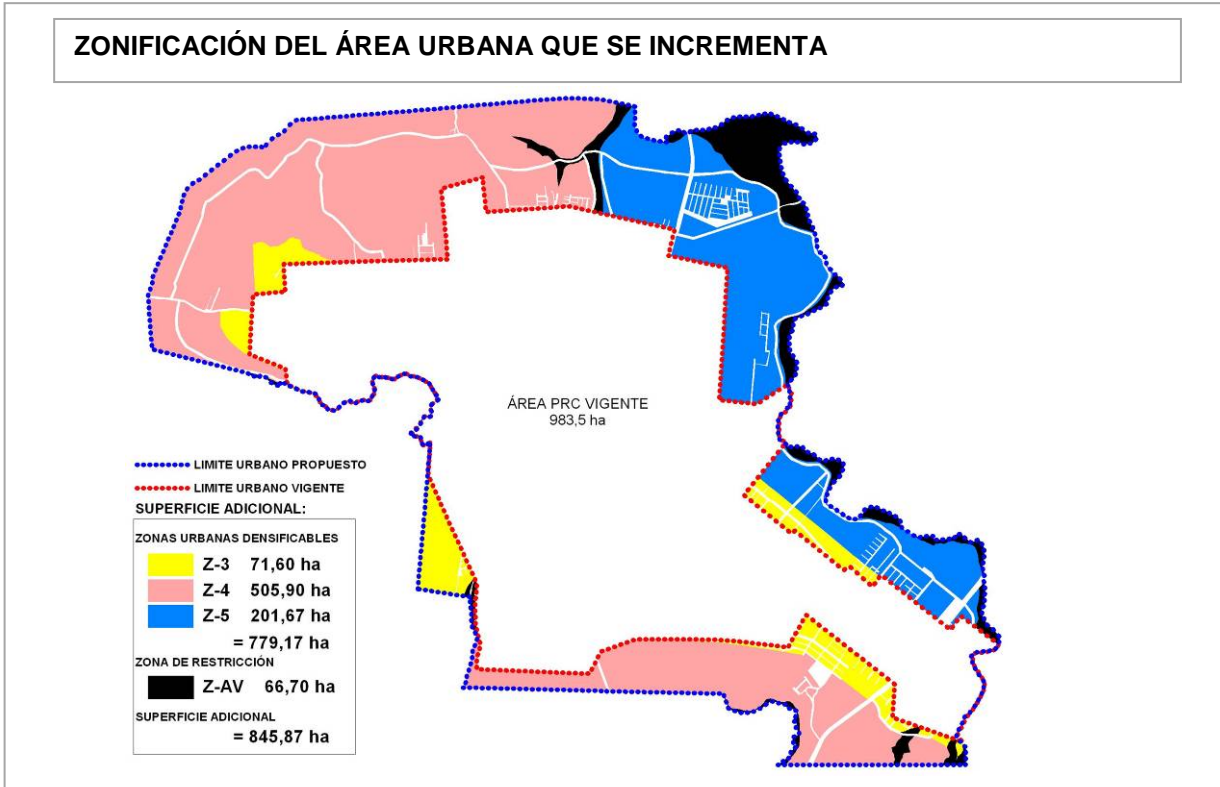 ZONIFICACIÓN DEL ÁREA URBANA QUE SE INCREMENTA
ÁREA PRC VIGENTE
983,5 ha
LIMITE URBANO PROPUESTO
LIMITE URBANO VIGENTE
SUPERFICIE ADICIONAL:
ZONAS URBANAS DENSIFICABLES
Z-3 71,60 ha
Z-4 505,90 ha
Z-5 201,67 ha
= 779,17 ha
ZONA DE RESTRICCIÓN
Z-AV 66,70 ha
SUPERFICIE ADICIONAL
= 845,87 ha